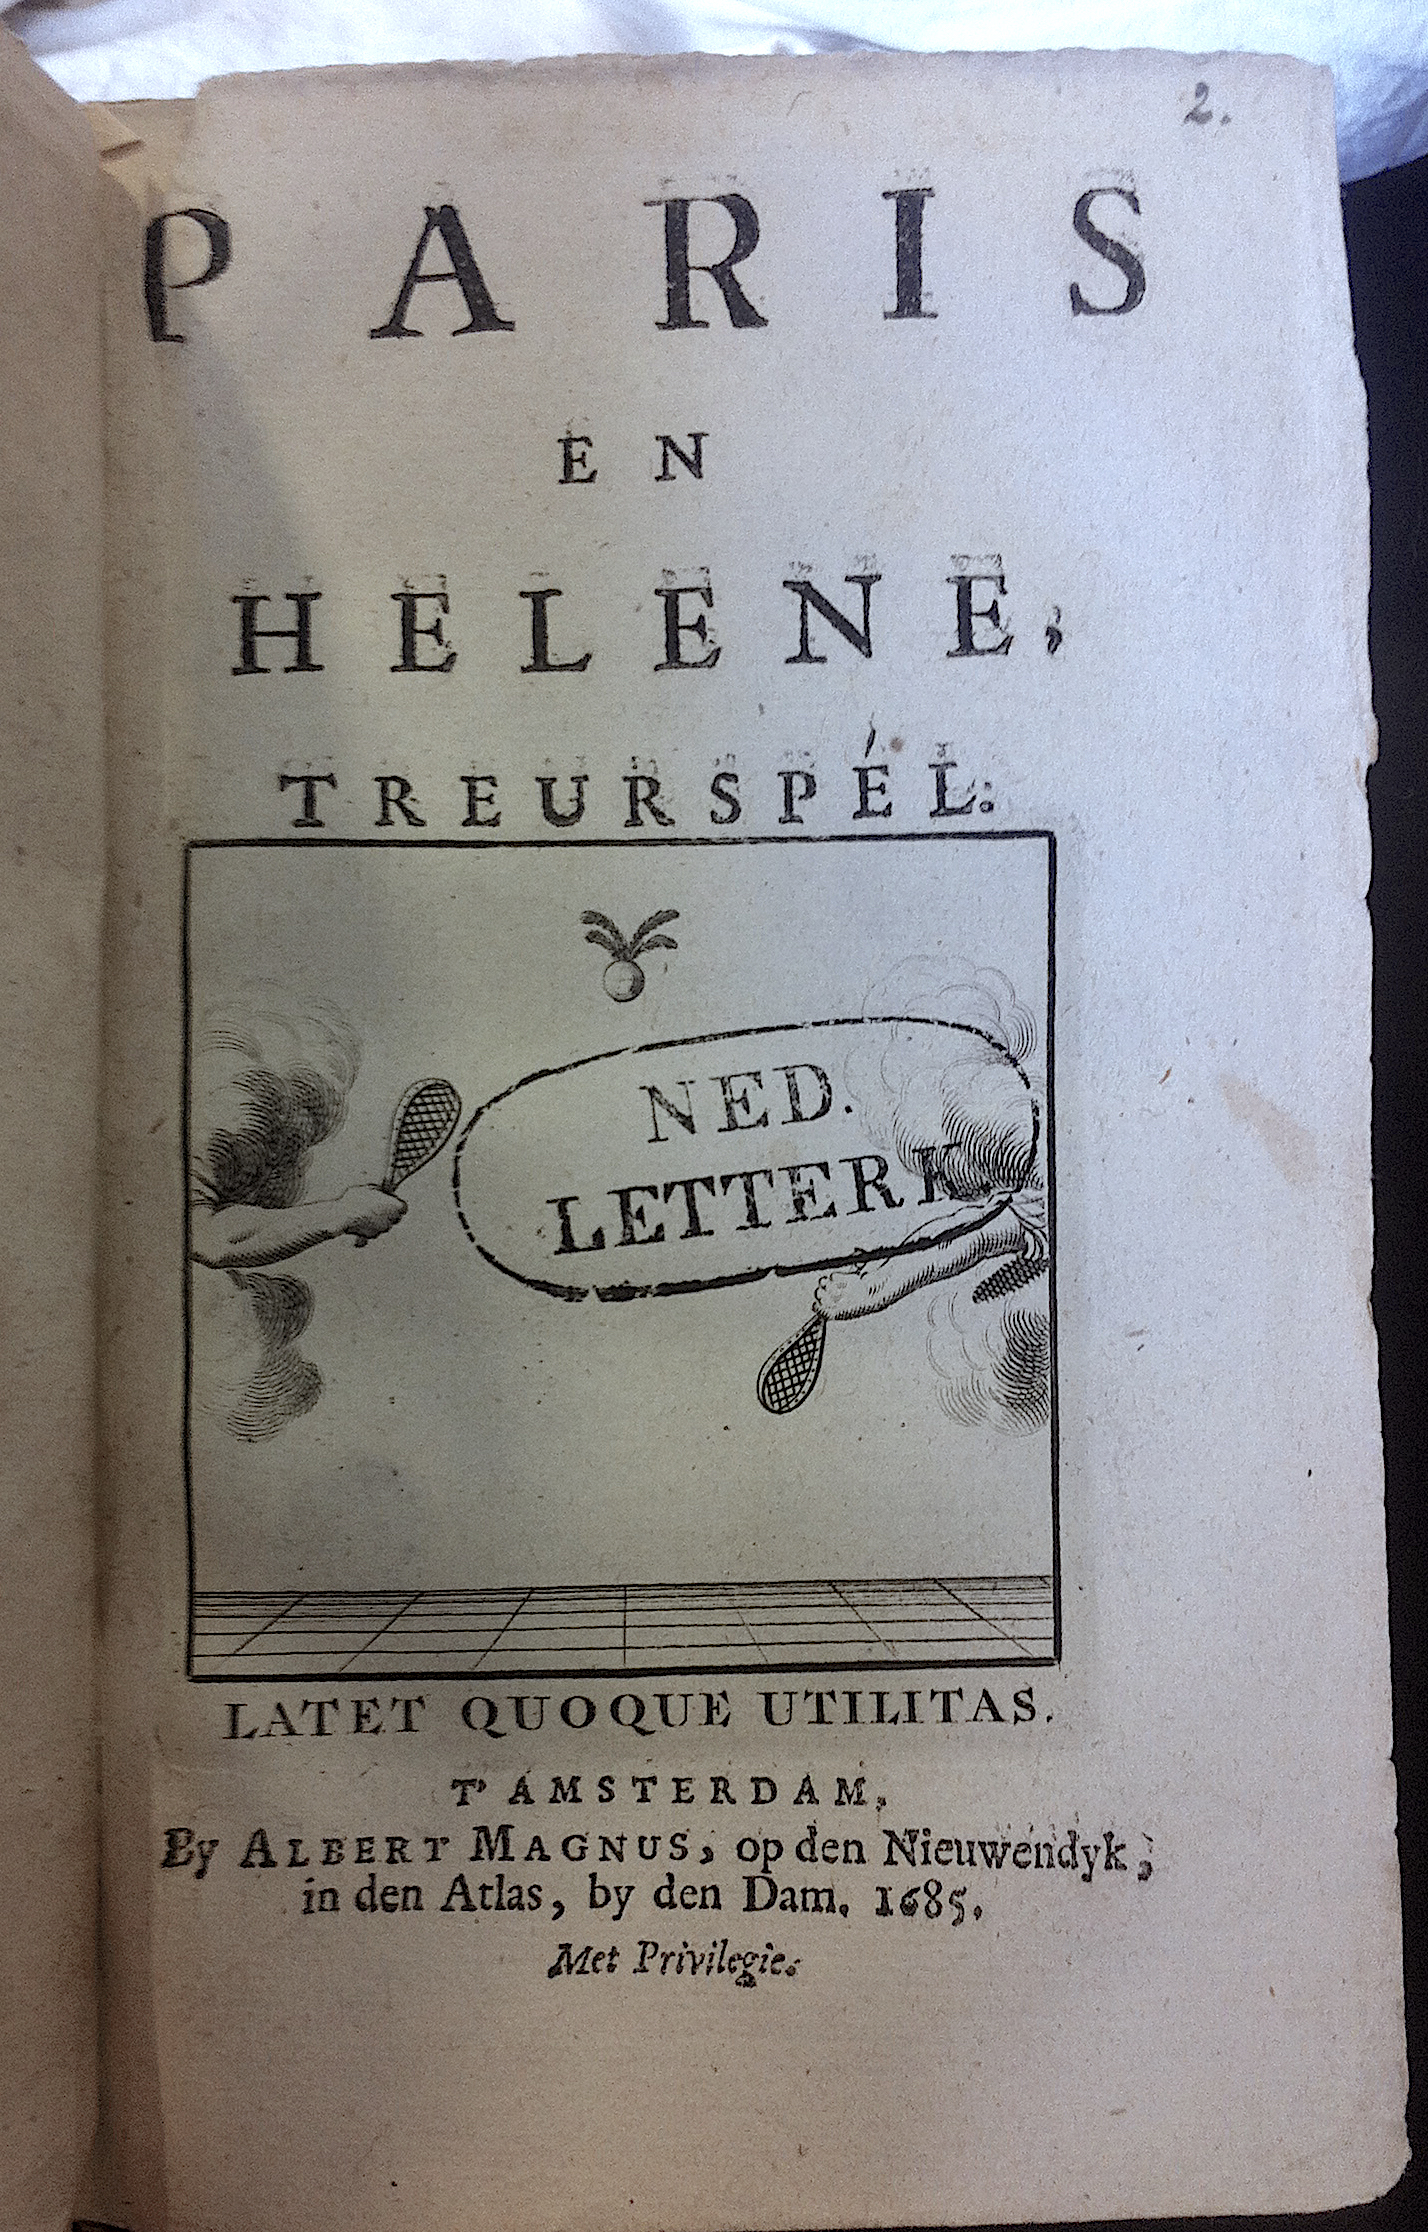 2.
PARIS
EN
HELENE,
TREURSPÉL.
NED.
LETTERK.
LATET QUOQUE UTILITAS.
T' AMSTERDAM,
By ALBERT MAGNUS, op den Nieuwendyk,
in den Atlas, by den Dam. 1685.
Met Privilegie.